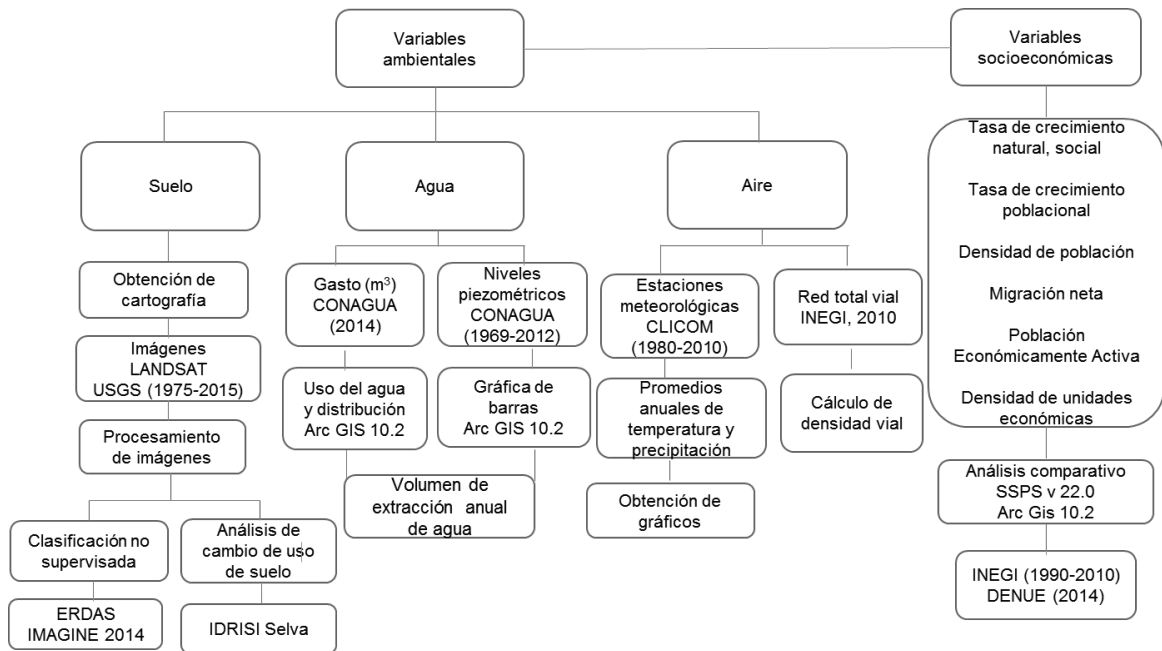 Variables
ambientales
Variables
socioeconómicas
Suelo
Agua
Aire
Tasa de crecimiento
natural, social
Tasa de crecimiento
poblacional
Densidad de población
Migración neta
Población
Económicamente Activa
Densidad de unidades
económicas
Obtención de
cartografía
Imágenes
LANDSAT
USGS (1975-2015)
Procesamiento
de imágenes
Clasificación no
supervisada
ERDAS
IMAGINE 2014
Análisis de
cambio de uso
de suelo
IDRISI Selva
Gasto (m³)
CONAGUA
(2014)
Uso del agua
y distribución
Arc GIS 10.2
Niveles
piezométricos
CONAGUA
(1969-2012)
Gráfica de
barras
Arc GIS 10.2
Volumen de
extracción anual
de agua
Estaciones
meteorológicas
CLICOM
(1980-2010)
Promedios
anuales de
temperatura y
precipitación
Obtención de
gráficos
Red total vial
INEGI, 2010
Cálculo de
densidad vial
Análisis comparativo
SSPS v 22.0
Arc Gis 10.2
INEGI (1990-2010)
DENUE (2014)